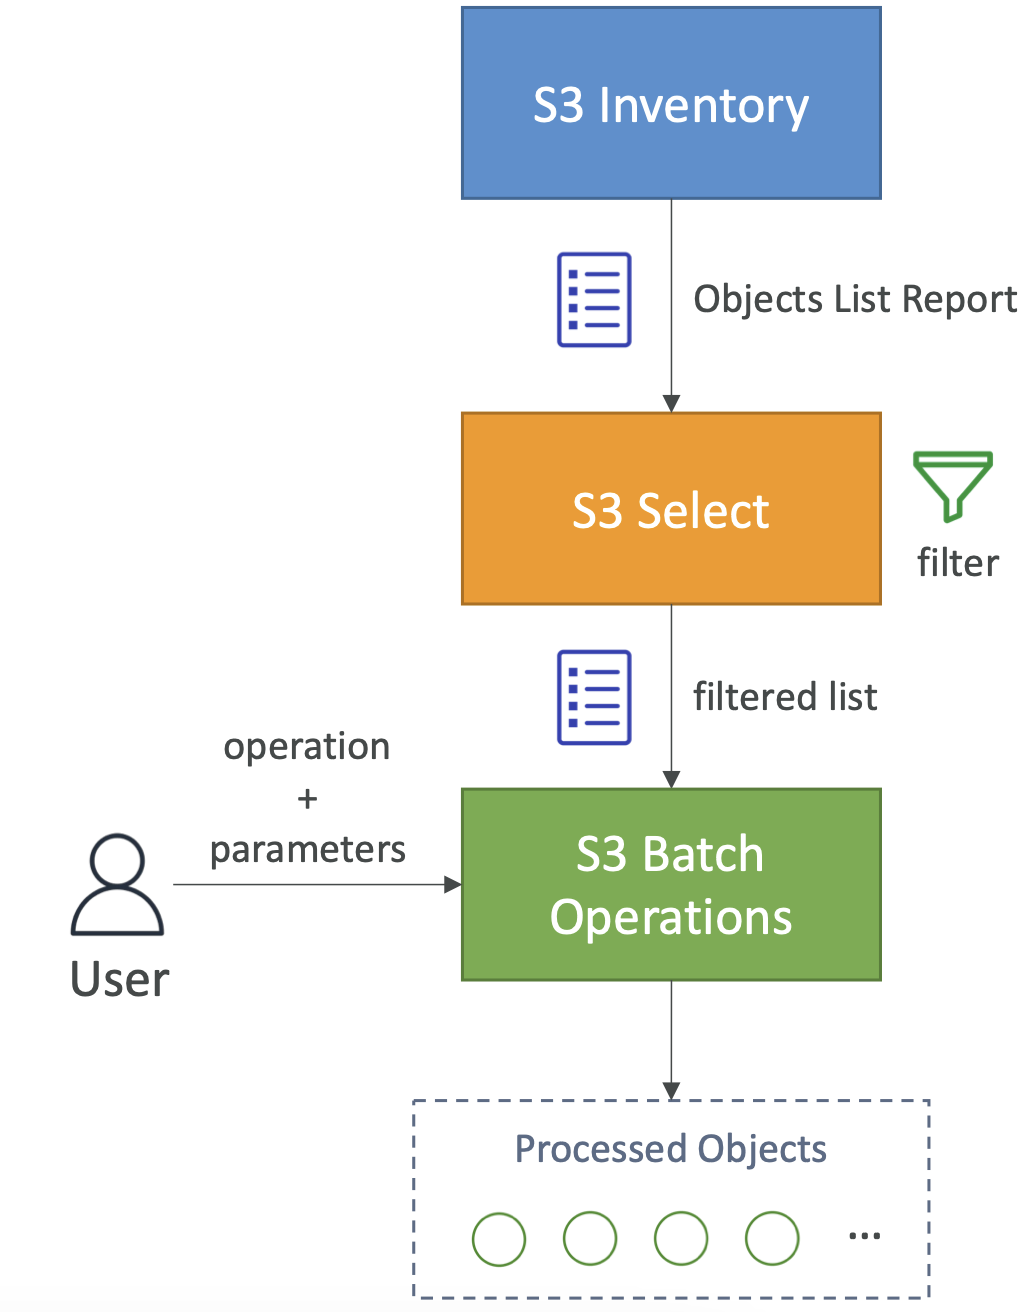 S3 Inventory
Objects List Report
S3 Select
filter
filtered list
operation
+
parameters
User
S3 Batch
Operations
Processed Objects
...